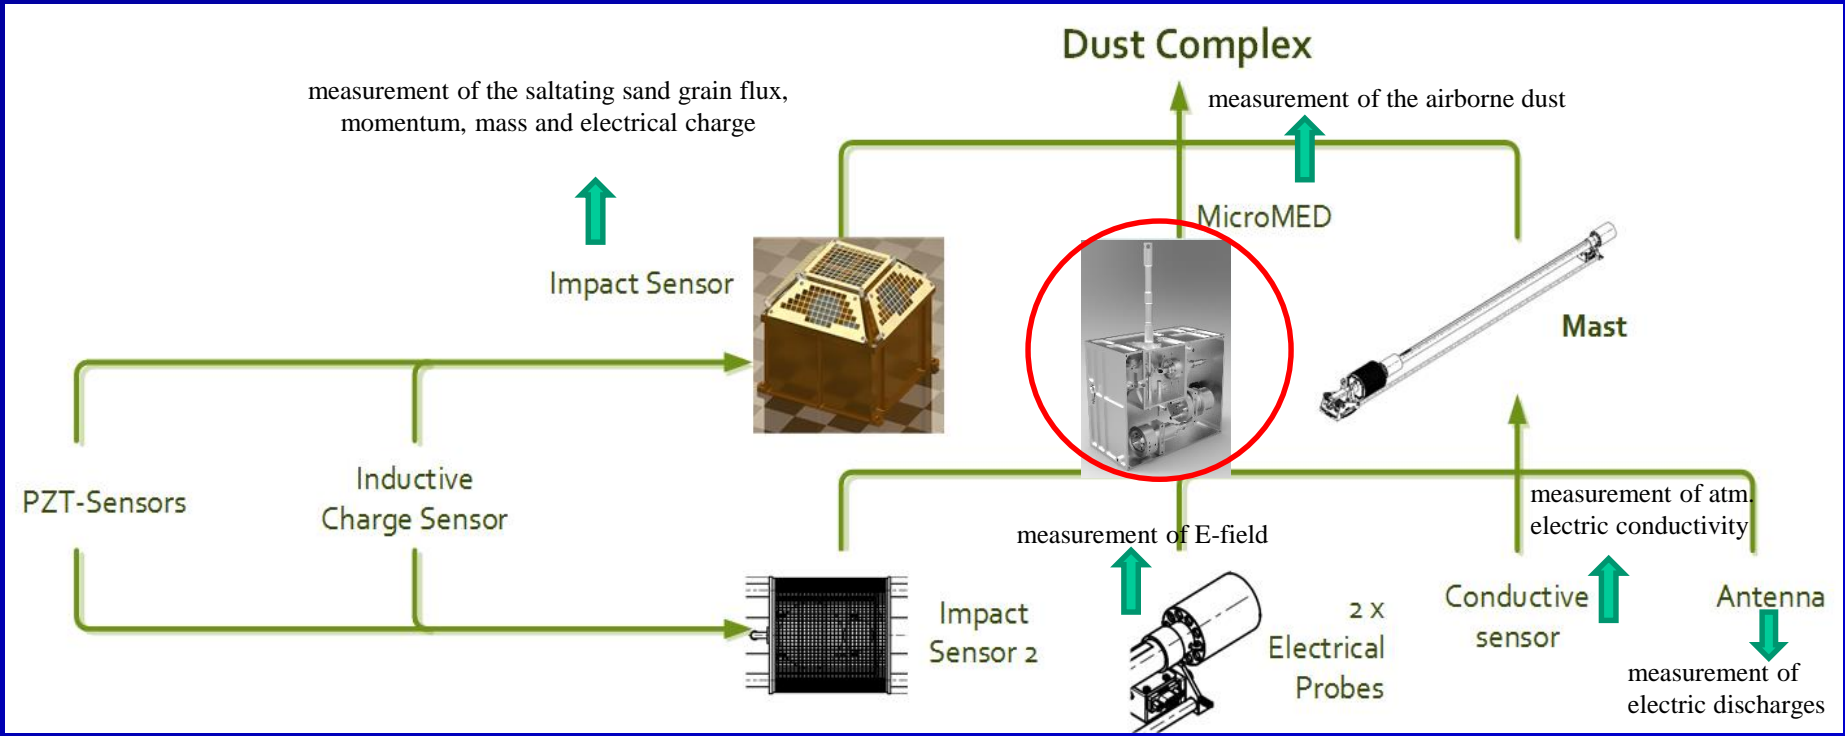 Dust Complex
measurement of the saltating sand grain flux,
momentum, mass and electrical charge
measurement of the airborne dust
MicroMED
Impact Sensor
Mast
PZT-Sensors
Inductive
Charge Sensor
measurement of atm.
electric conductivity
measurement of E-field
Impact
Sensor 2
2 x
Electrical
Probes
Conductive
sensor
Antenna
measurement of
electric discharges